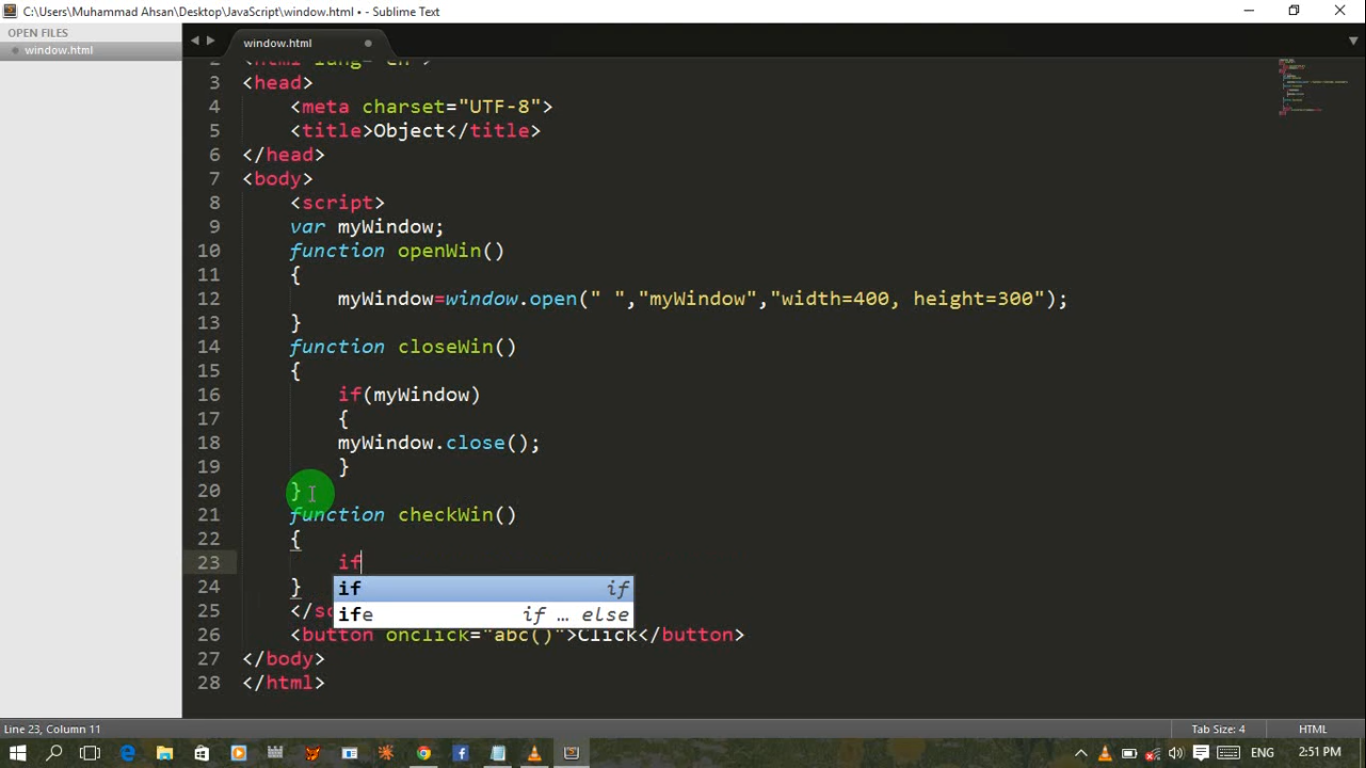 C:\Users\Muhammad Ahsan\Desktop\JavaScript\window.html • - Sublime Text
OPEN FILES
window.html
window.html
2 <html lang="en">
3 <head>
4 <meta charset="UTF-8">
5 <title>Object</title>
6 </head>
7 <body>
8 <script>
9 var myWindow;
10 function openWin()
11 {
12 myWindow=window.open(" ","myWindow","width=400, height=300");
13 }
14 function closeWin()
15 {
16 if(myWindow)
17 {
18 myWindow.close();
19 }
20 }
21 function checkWin()
22 {
23 if
if if
24 }
25 </sc
ife if … else
26 <button onclick="abc()">Click</button>
27 </body>
28 </html>
Line 23, Column 11
Tab Size: 4
HTML
ENG
2:51 PM